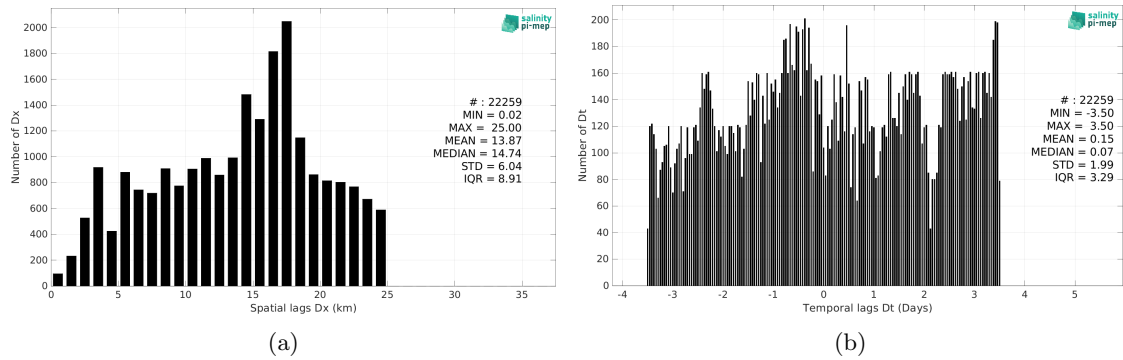 2000
1800
1600
1400
1200
1000
800
600
400
200
0
Number of Dx
0 5 10 15 20 25 30 35
Spatial lags Dx (km)
salinity
pi-mep
# : 22259
MIN = 0.02
MAX = 25.00
MEAN = 13.87
MEDIAN = 14.74
STD = 6.04
IQR = 8.91
(a)
200
180
160
140
120
100
80
60
40
20
0
Number of Dt
-4 -3 -2 -1 0 1 2 3 4 5
Temporal lags Dt (Days)
salinity
pi-mep
# : 22259
MIN = -3.50
MAX = 3.50
MEAN = 0.15
MEDIAN = 0.07
STD = 1.99
IQR = 3.29
(b)